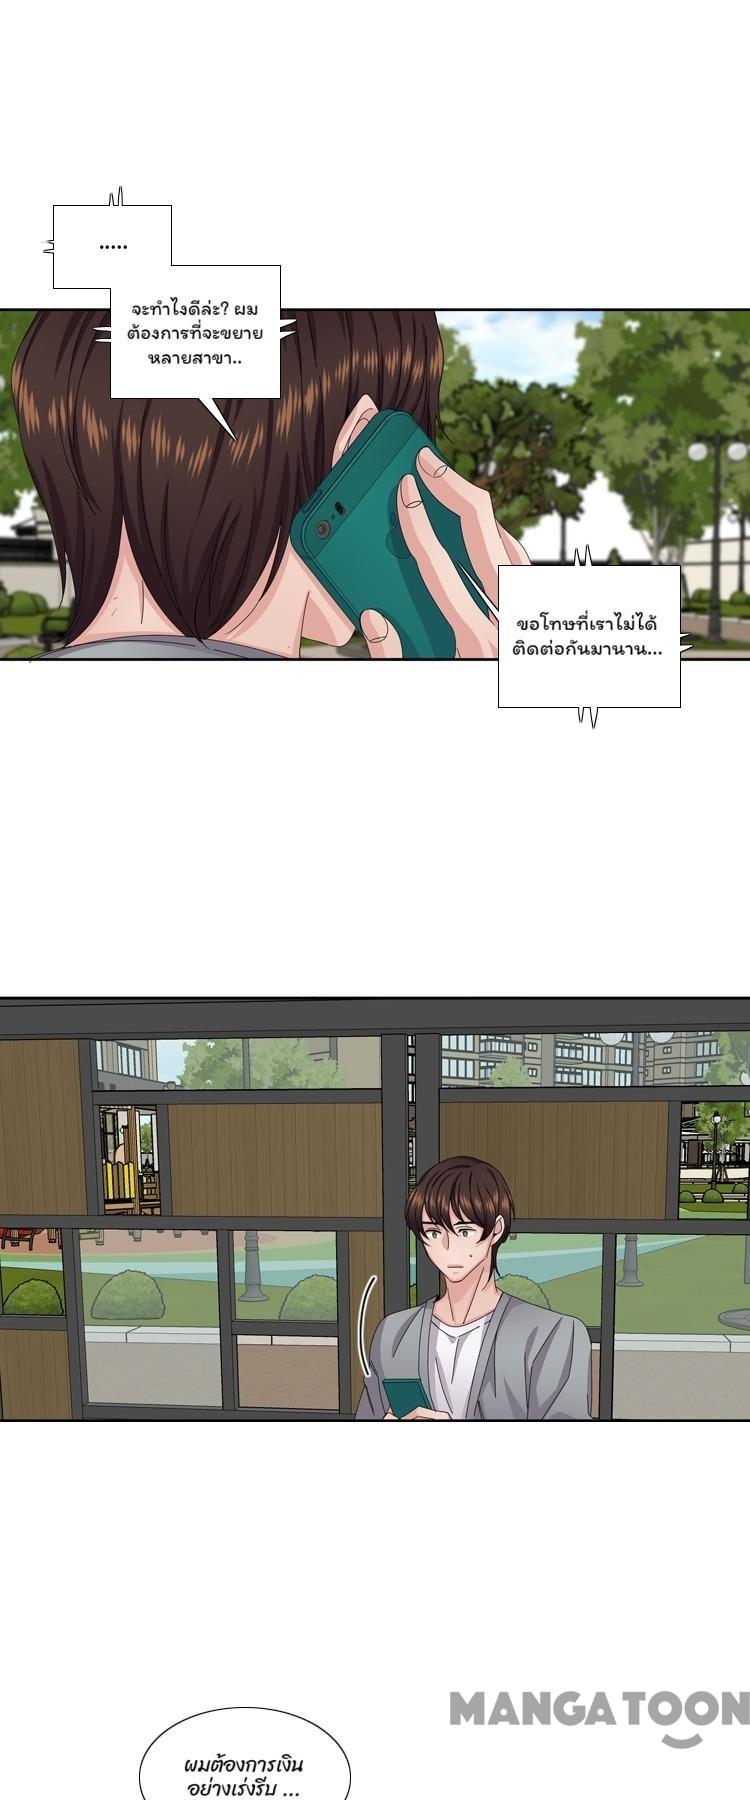 .....
จะทำไงดีล่ะ? ผม
ต้องการที่จะขยาย
หลายสาขา..
ขอโทษที่เราไม่ได้
ติดต่อกันมานาน...
MANGATOON
ผมต้องการเงิน
อย่างเร่งรีบ ...